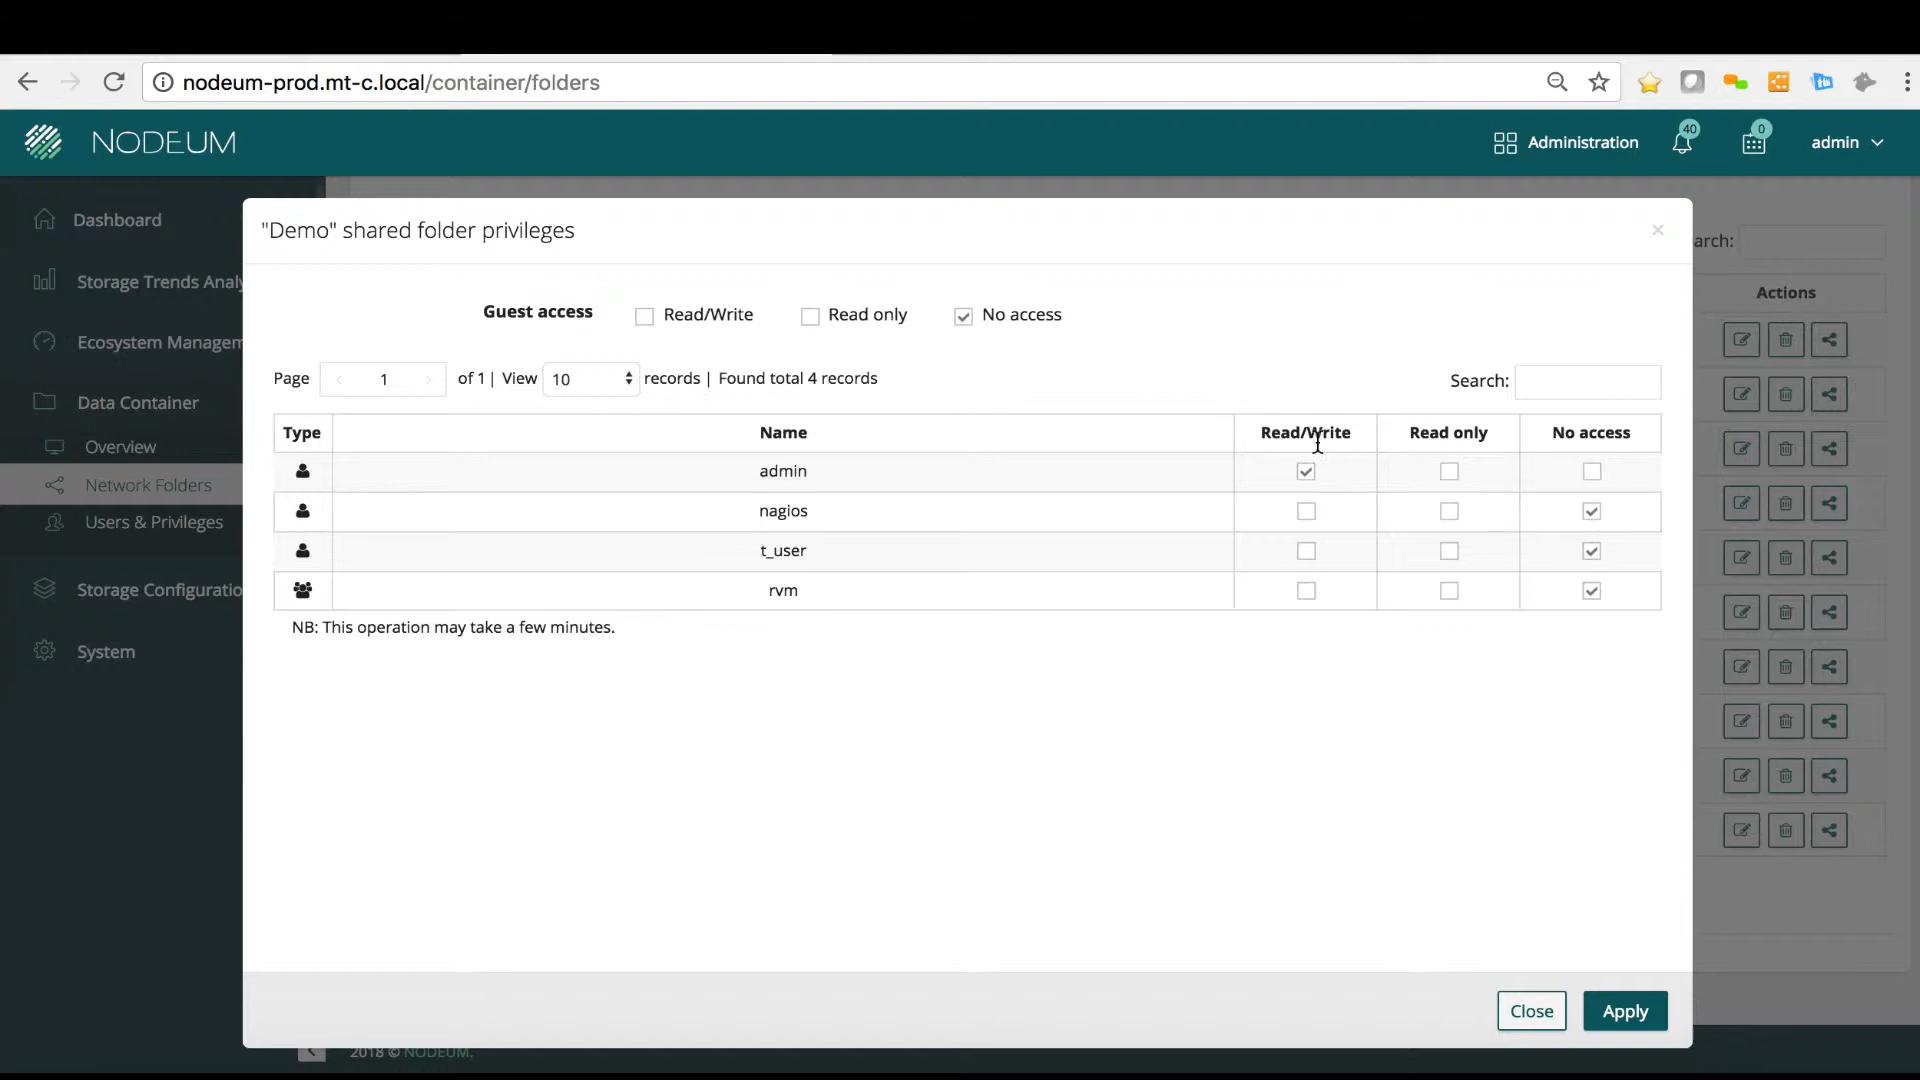 nodeum-prod.mt-c.local/container/folders
NODEUM
Administration
40
0
admin
Dashboard
Storage Trends Analy
Ecosystem Managem
Data Container
Overview
Network Folders
Users & Privileges
Storage Configuratio
System
"Demo" shared folder privileges
×
arch:
Actions
Guest access Read/Write Read only No access
Page 1 of 1 | View 10 records | Found total 4 records
Search:
Type Name Read/Write Read only No access
admin
nagios
t_user
rvm
NB: This operation may take a few minutes.
Close Apply
2018 © NODEUM.